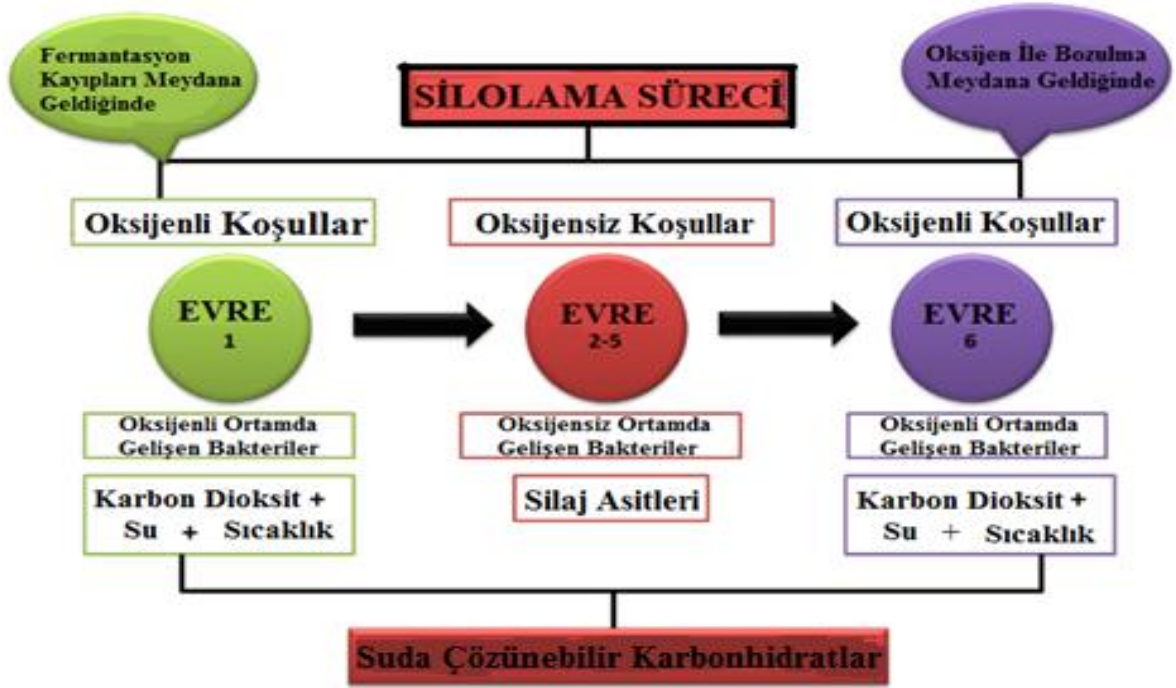 Fermantasyon
Kayıpları Meydana
Geldiğinde
SİLOLAMA SÜRECİ
Oksijen İle Bozulma
Meydana Geldiğinde
Oksijenli Koşullar
Oksijensiz Koşullar
Oksijenli Koşullar
EVRE
1
EVRE
2-5
EVRE
6
Oksijenli Ortamda
Gelişen Bakteriler
Oksijensiz Ortamda
Gelişen Bakteriler
Oksijenli Ortamda
Gelişen Bakteriler
Karbon Dioksit +
Su + Sıcaklık
Silaj Asitleri
Karbon Dioksit +
Su + Sıcaklık
Suda Çözünebilir Karbonhidratlar